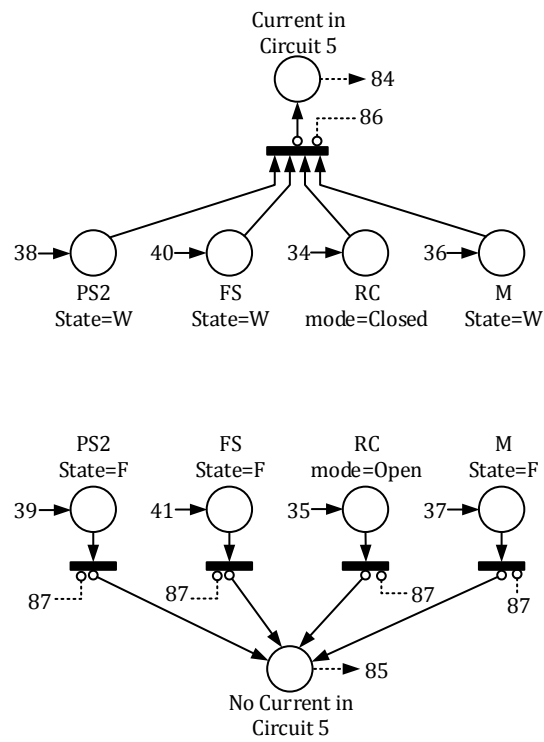 Current in
Circuit 5
84
86
38
40
34
36
PS2
State=W
FS
State=W
RC
mode=Closed
M
State=W
PS2
State=F
FS
State=F
RC
mode=Open
M
State=F
39
41
35
37
87
87
87
87
85
No Current in
Circuit 5